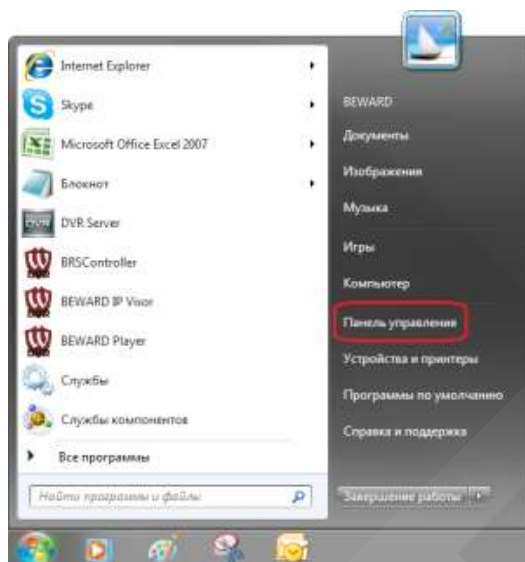 Internet Explorer
Skype
Microsoft Office Excel 2007
Блокнот
DVR Server
BRSController
BEWARD IP Visor
BEWARD Player
Службы
Службы компонентов
Все программы
Найти программы и файлы
BEWARD
Документы
Изображения
Музыка
Игры
Компьютер
Панель управления
Устройства и принтеры
Программы по умолчанию
Справка и поддержка
Завершение работы